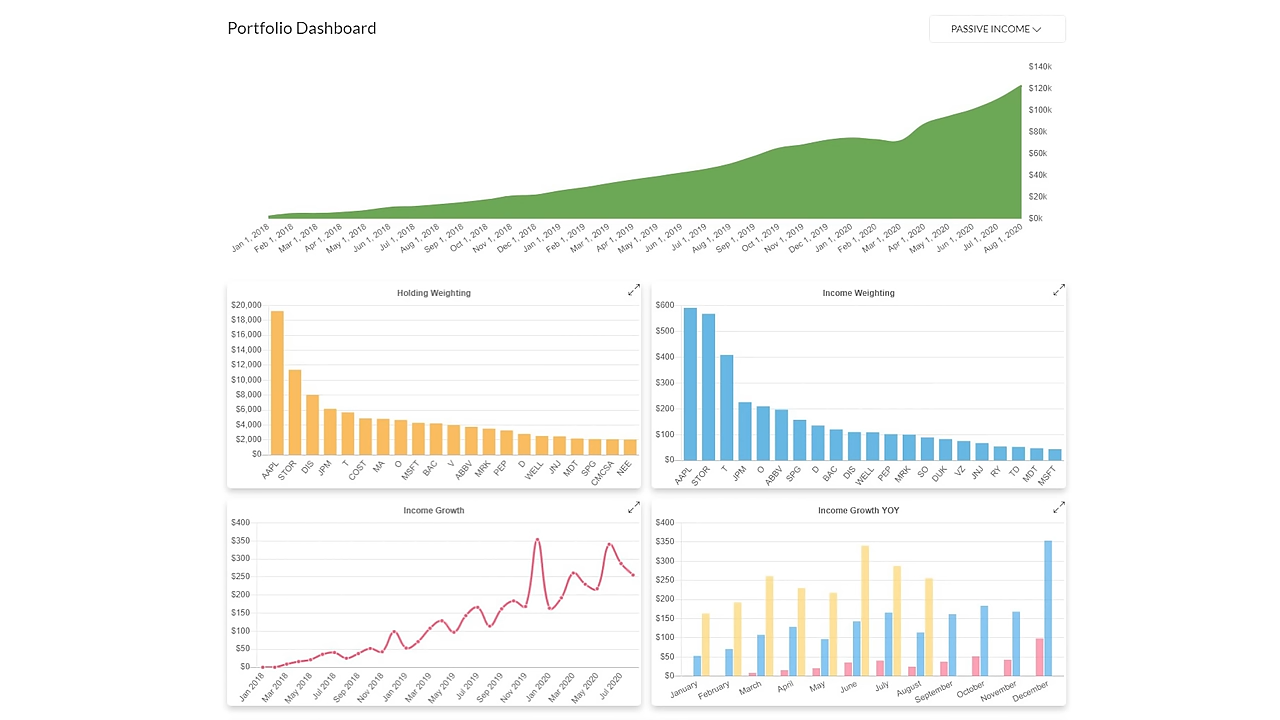 Portfolio Dashboard
PASSIVE INCOME
$140k
$120k
$100k
$80k
$60k
$40k
$20k
$0k
Jan 1, 2018
Feb 1, 2018
Mar 1, 2018
Apr 1, 2018
May 1, 2018
Jun 1, 2018
Jul 1, 2018
Aug 1, 2018
Sep 1, 2018
Oct 1, 2018
Nov 1, 2018
Dec 1, 2018
Jan 1, 2019
Feb 1, 2019
Mar 1, 2019
Apr 1, 2019
May 1, 2019
Jun 1, 2019
Jul 1, 2019
Aug 1, 2019
Sep 1, 2019
Oct 1, 2019
Nov 1, 2019
Dec 1, 2019
Jan 1, 2020
Feb 1, 2020
Mar 1, 2020
Apr 1, 2020
May 1, 2020
Jun 1, 2020
Jul 1, 2020
Aug 1, 2020
Holding Weighting
$20,000
$18,000
$16,000
$14,000
$12,000
$10,000
$8,000
$6,000
$4,000
$2,000
$0
AAPL
STOR
DIS
JPM
T
COST
MA
O
MSFT
BAC
V
ABBV
MRK
PEP
D
WELL
JNJ
MDT
SPG
CMCSA
NEE
Income Weighting
$600
$500
$400
$300
$200
$100
$0
AAPL
STOR
T
JPM
O
ABBV
SPG
D
BAC
DIS
WELL
PEP
MRK
SO
DUK
VZ
JNJ
RY
TD
MDT
MSFT
Income Growth
$400
$350
$300
$250
$200
$150
$100
$50
$0
Jan 2018
Mar 2018
May 2018
Jul 2018
Sep 2018
Nov 2018
Jan 2019
Mar 2019
May 2019
Jul 2019
Sep 2019
Nov 2019
Jan 2020
Mar 2020
May 2020
Jul 2020
Income Growth YOY
$400
$350
$300
$250
$200
$150
$100
$50
$0
January
February
March
April
May
June
July
August
September
October
November
December